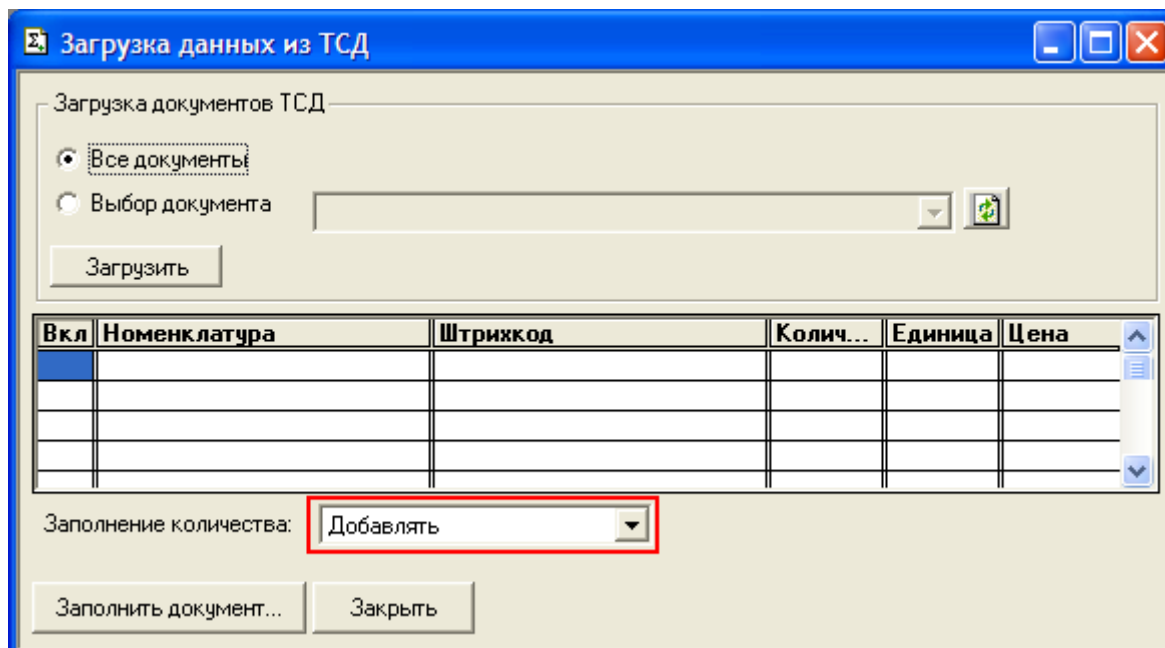 Загрузка данных из ТСД
Загрузка документов ТСД
Все документы
Выбор документа
Загрузить
Вкл Номенклатура Штрихкод Колич... Единица Цена
Заполнение количества: Добавлять
Заполнить документ... Закрыть